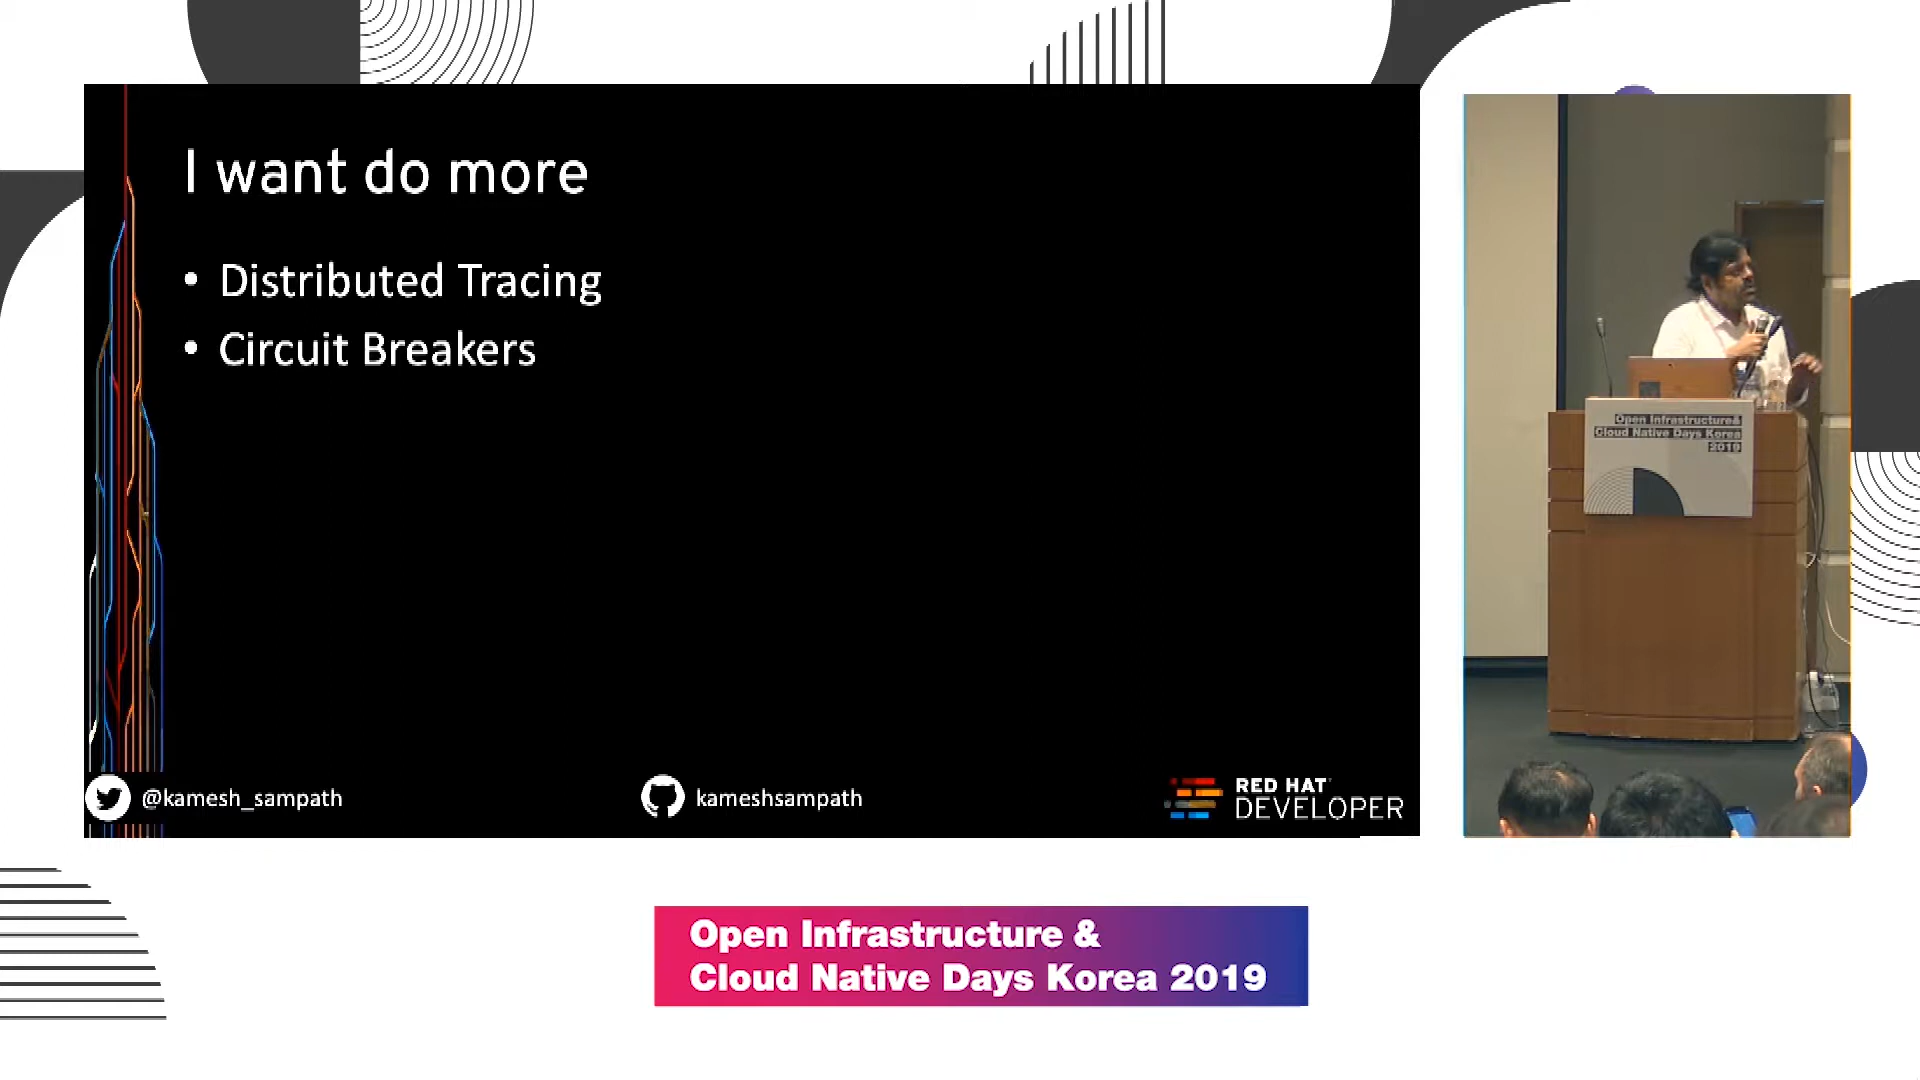 I want do more
• Distributed Tracing
• Circuit Breakers
@kamesh_sampath
kameshsampath
RED HAT
DEVELOPER
Open Infrastructure&
Cloud Native Days Korea
2019
Open Infrastructure &
Cloud Native Days Korea 2019